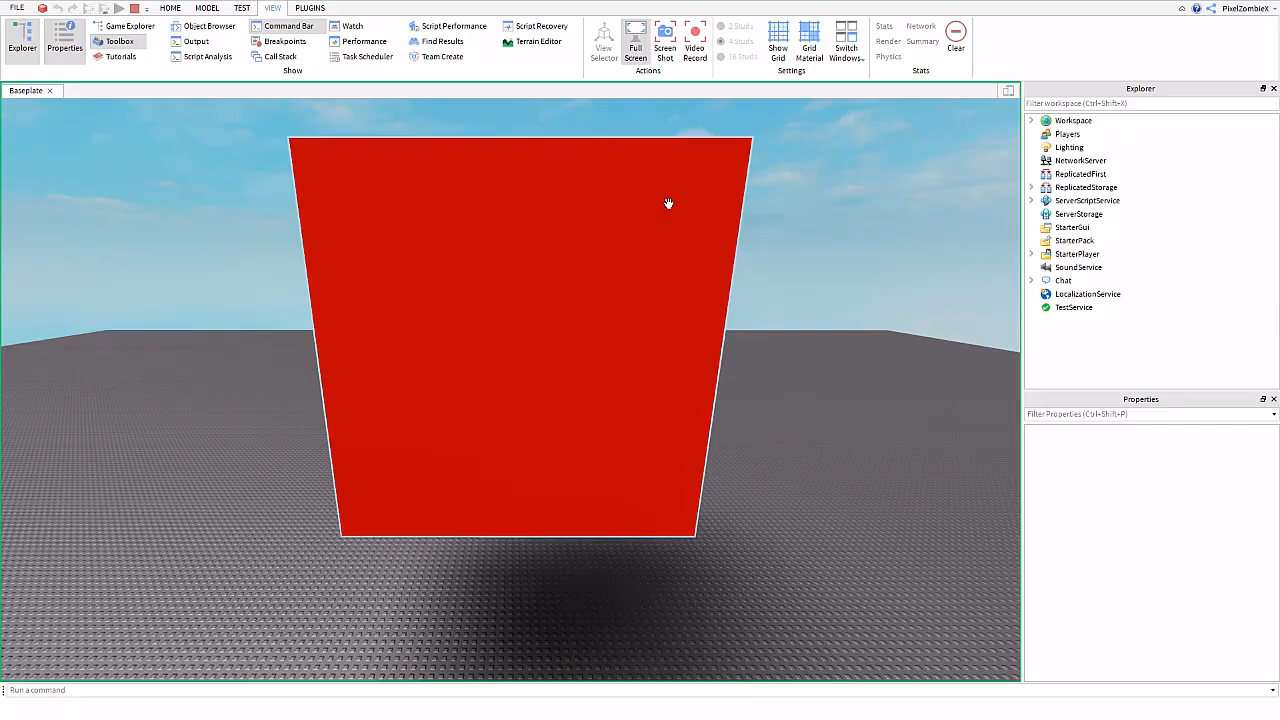 FILE HOME MODEL TEST VIEW PLUGINS PixelZombieX
Explorer
Properties
Game Explorer
Toolbox
Tutorials
Object Browser
Output
Script Analysis
Command Bar
Breakpoints
Call Stack
Watch
Performance
Task Scheduler
Script Performance
Find Results
Team Create
Script Recovery
Terrain Editor
Show
View
Selector
Full
Screen
Screen
Shot
Video
Record
Actions
2 Studs
4 Studs
16 Studs
Show
Grid
Grid
Material
Switch
Windows
Settings
Stats Network
Render Summary
Physics
Clear
Stats
Baseplate
Explorer
Filter workspace (Ctrl+Shift+X)
Workspace
Players
Lighting
NetworkServer
ReplicatedFirst
ReplicatedStorage
ServerScriptService
ServerStorage
StarterGui
StarterPack
StarterPlayer
SoundService
Chat
LocalizationService
TestService
Properties
Filter Properties (Ctrl+Shift+P)
Run a command